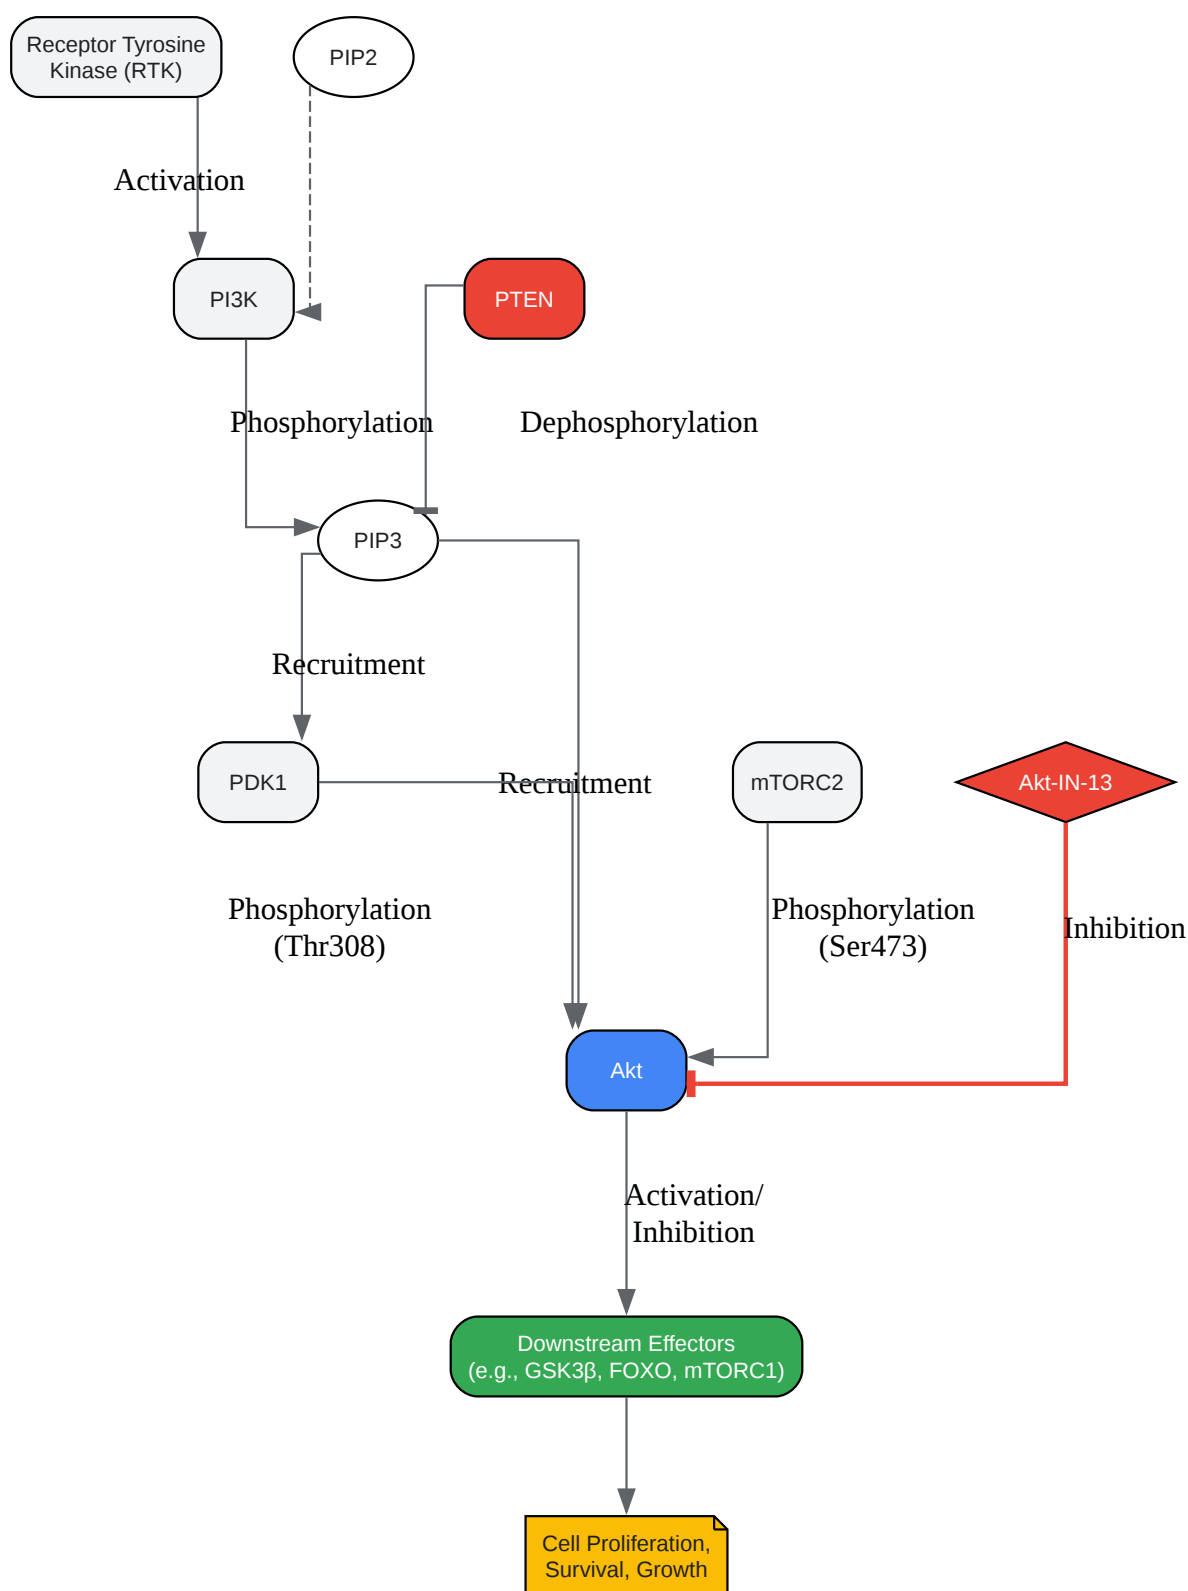 Receptor Tyrosine
Kinase (RTK)
PIP2
Activation
PI3K
PTEN
Phosphorylation
Dephosphorylation
PIP3
Recruitment
PDK1
Recruitment
mTORC2
Akt-IN-13
Phosphorylation
(Thr308)
Phosphorylation
(Ser473)
Inhibition
Akt
Activation/
Inhibition
Downstream Effectors
(e.g., GSK3β, FOXO, mTORC1)
Cell Proliferation,
Survival, Growth